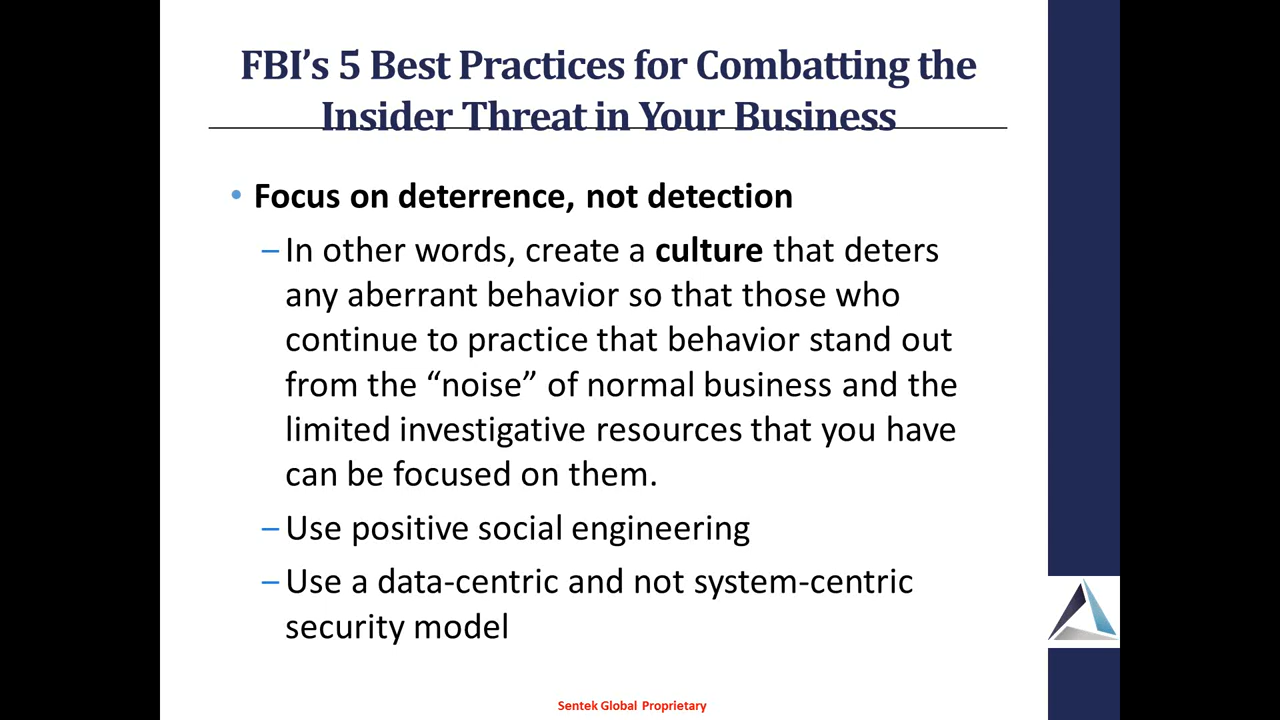 FBI’s 5 Best Practices for Combatting the
Insider Threat in Your Business
• Focus on deterrence, not detection
– In other words, create a culture that deters
any aberrant behavior so that those who
continue to practice that behavior stand out
from the “noise” of normal business and the
limited investigative resources that you have
can be focused on them.
– Use positive social engineering
– Use a data-centric and not system-centric
security model
Sentek Global Proprietary